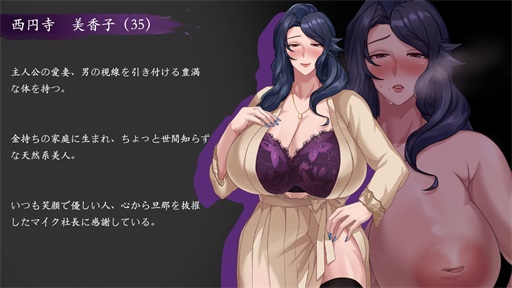 西円寺　美香子（35）
主人公の愛妻、男の視線を引き付ける豊満
な体を持つ。
金持ちの家庭に生まれ、ちょっと世間知らず
な天然系美人。
いつも笑顔で優しい人、心から旦那を抜擢
したマイク社長に感謝している。